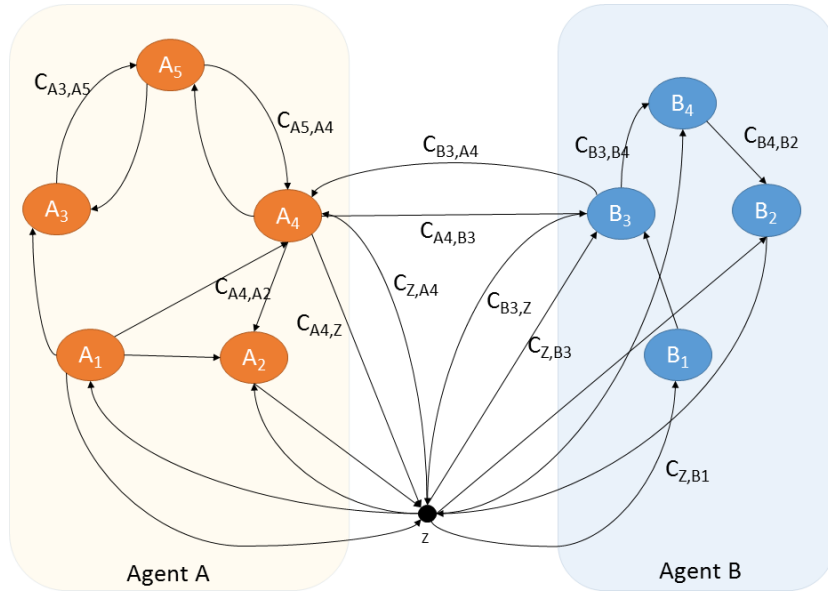 A5
CA3,A5
B4
CA5,A4
CB3,B4
CB4,B2
CB3,A4
A3
A4
B3
B2
CA4,B3
CA4,A2
CZ,A4
CB3,Z
CA4,Z
CZ,B3
A1
A2
B1
CZ,B1
Z
Agent A
Agent B